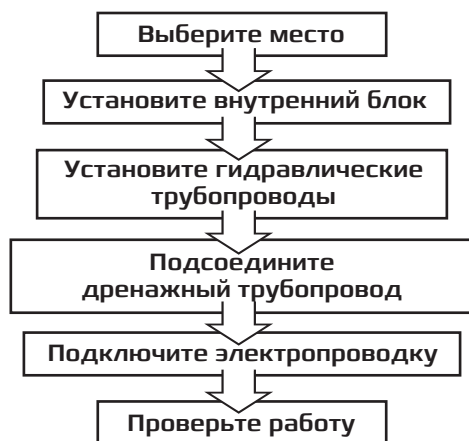 Выберите место
Установите внутренний блок
Установите гидравлические
трубопроводы
Подсоедините
дренажный трубопровод
Подключите электропроводку
Проверьте работу